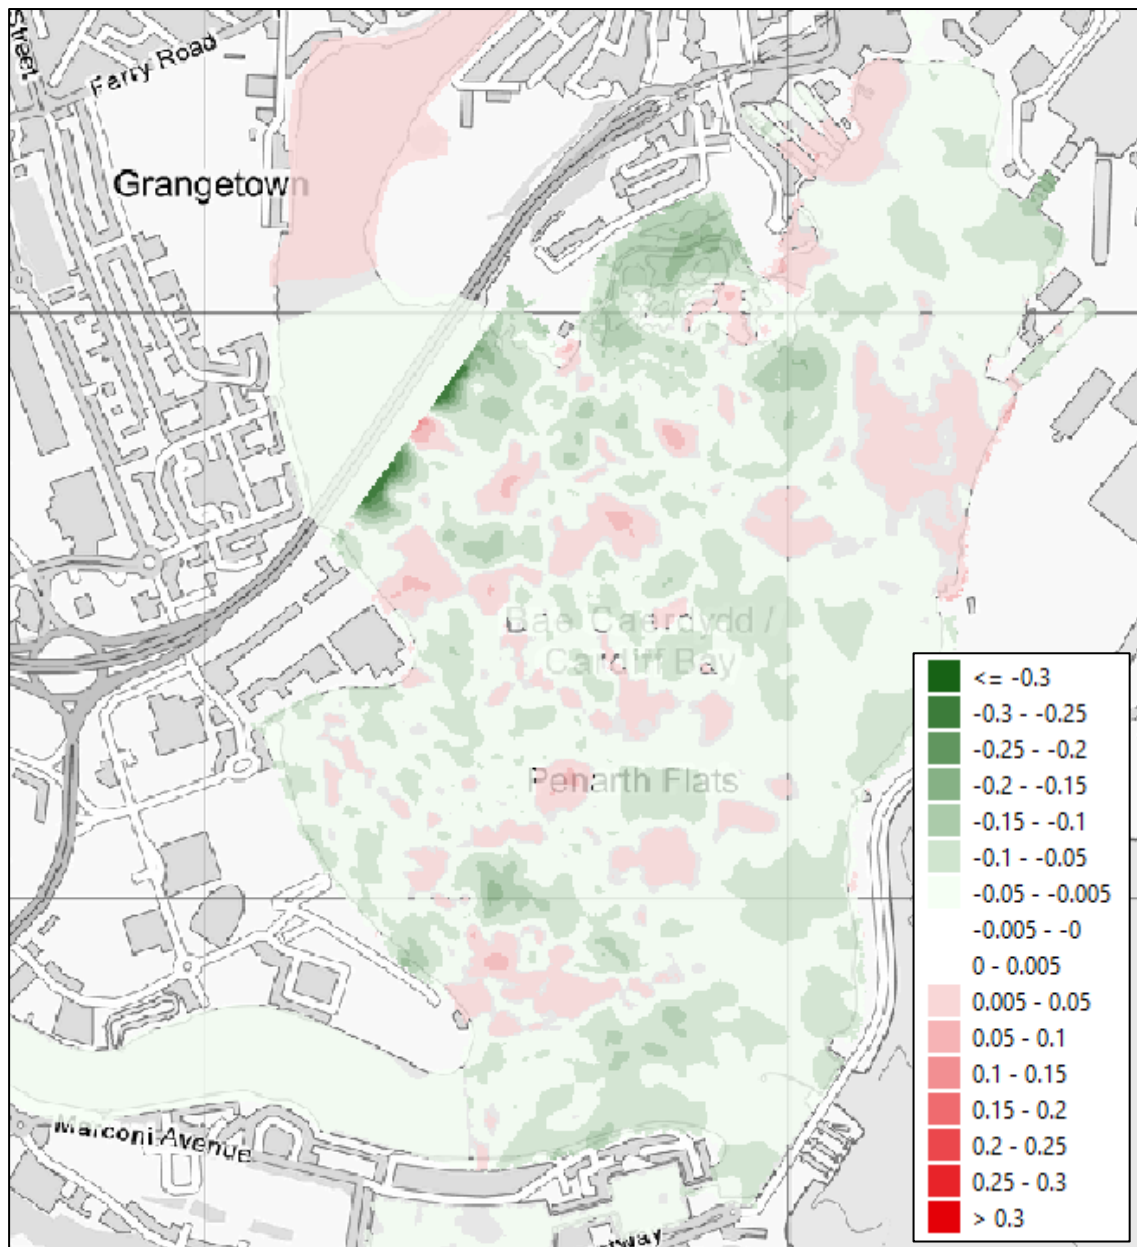 Street
Ferry Road
Grangetown
Bae Caerdydd /
Cardiff Bay
Penarth Flats
Marconi Avenue
<= -0.3
-0.3 - -0.25
-0.25 - -0.2
-0.2 - -0.15
-0.15 - -0.1
-0.1 - -0.05
-0.05 - -0.005
-0.005 - -0
0 - 0.005
0.005 - 0.05
0.05 - 0.1
0.1 - 0.15
0.15 - 0.2
0.2 - 0.25
0.25 - 0.3
> 0.3